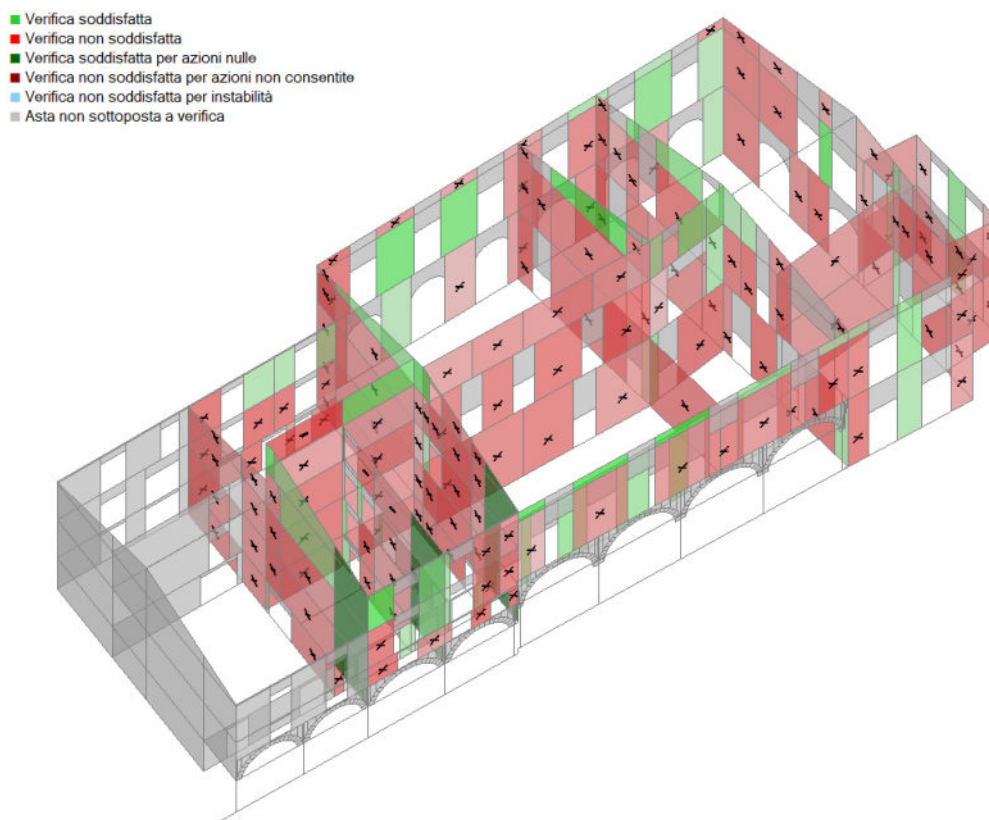 Verifica soddisfatta
Verifica non soddisfatta
Verifica soddisfatta per azioni nulle
Verifica non soddisfatta per azioni non consentite
Verifica non soddisfatta per instabilità
Asta non sottoposta a verifica